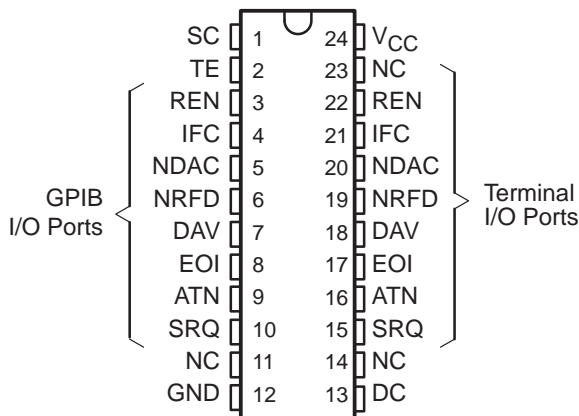 SC 1 24 VCC
TE 2 23 NC
REN 3 22 REN
IFC 4 21 IFC
NDAC 5 20 NDAC
NRFD 6 19 NRFD
DAV 7 18 DAV
EOI 8 17 EOI
ATN 9 16 ATN
SRQ 10 15 SRQ
NC 11 14 NC
GND 12 13 DC
GPIB
I/O Ports
Terminal
I/O Ports